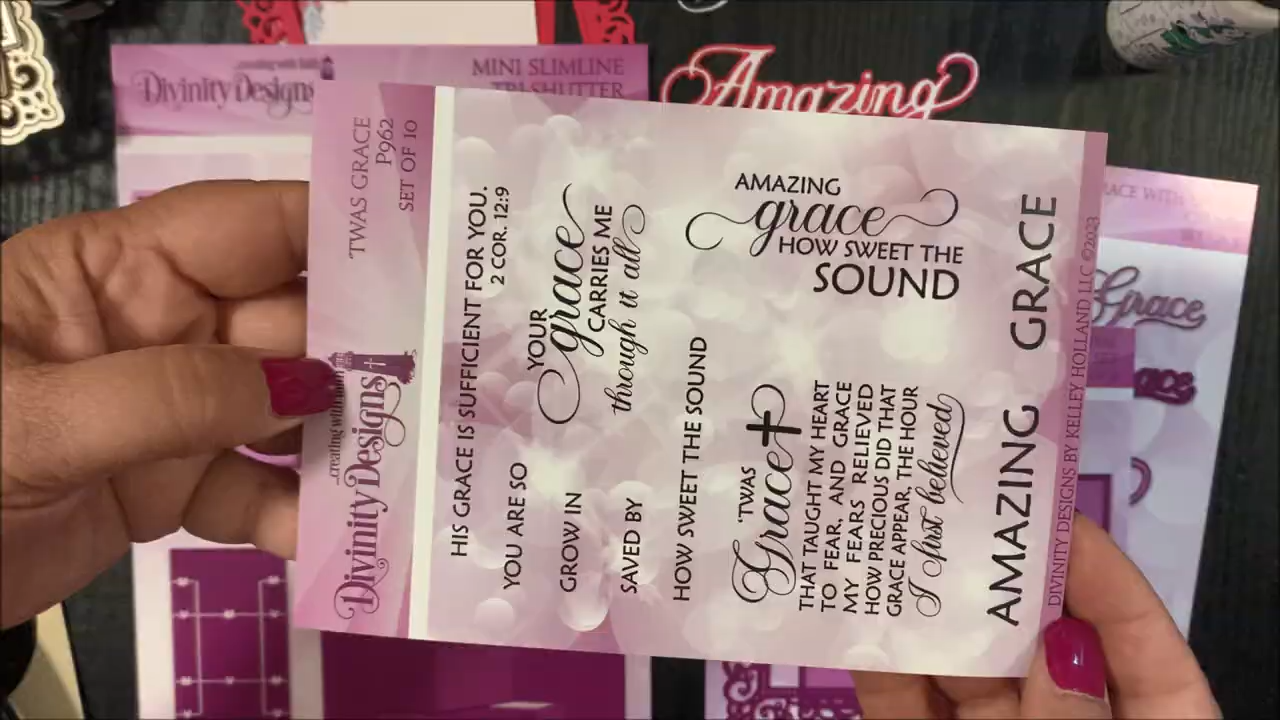 ...creating with faith
Divinity Designs
MINI SLIMLINE
TRI-SHUTTER
Amazing
TWAS GRACE
P962
SET OF 10
Divinity Designs
HIS GRACE IS SUFFICIENT FOR YOU.
2 COR. 12:9
YOU ARE SO
GROW IN
SAVED BY
YOUR
grace
CARRIES ME
through it all
HOW SWEET THE SOUND
AMAZING
grace
HOW SWEET THE
SOUND
'TWAS
Grace
THAT TAUGHT MY HEART
TO FEAR, AND GRACE
MY FEARS RELIEVED
HOW PRECIOUS DID THAT
GRACE APPEAR, THE HOUR
I first believed
AMAZING GRACE
DIVINITY DESIGNS BY KELLEY HOLLAND LLC ©2023
Grace